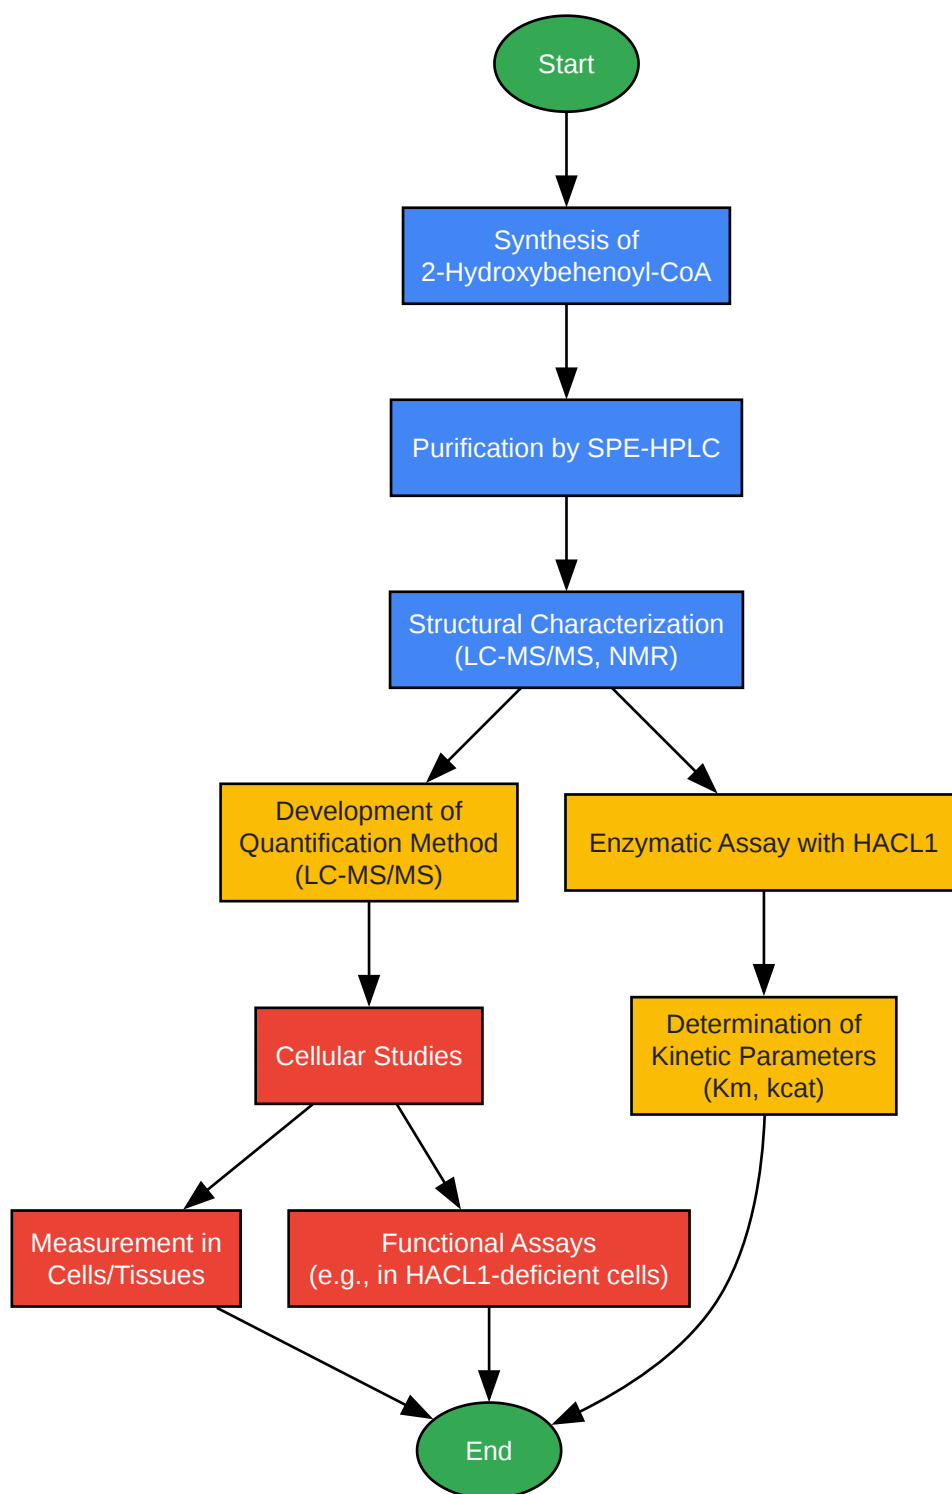 Start
Synthesis of
2-Hydroxybehenoyl-CoA
Purification by SPE-HPLC
Structural Characterization
(LC-MS/MS, NMR)
Development of
Quantification Method
(LC-MS/MS)
Enzymatic Assay with HACL1
Cellular Studies
Determination of
Kinetic Parameters
(Km, kcat)
Measurement in
Cells/Tissues
Functional Assays
(e.g., in HACL1-deficient cells)
End